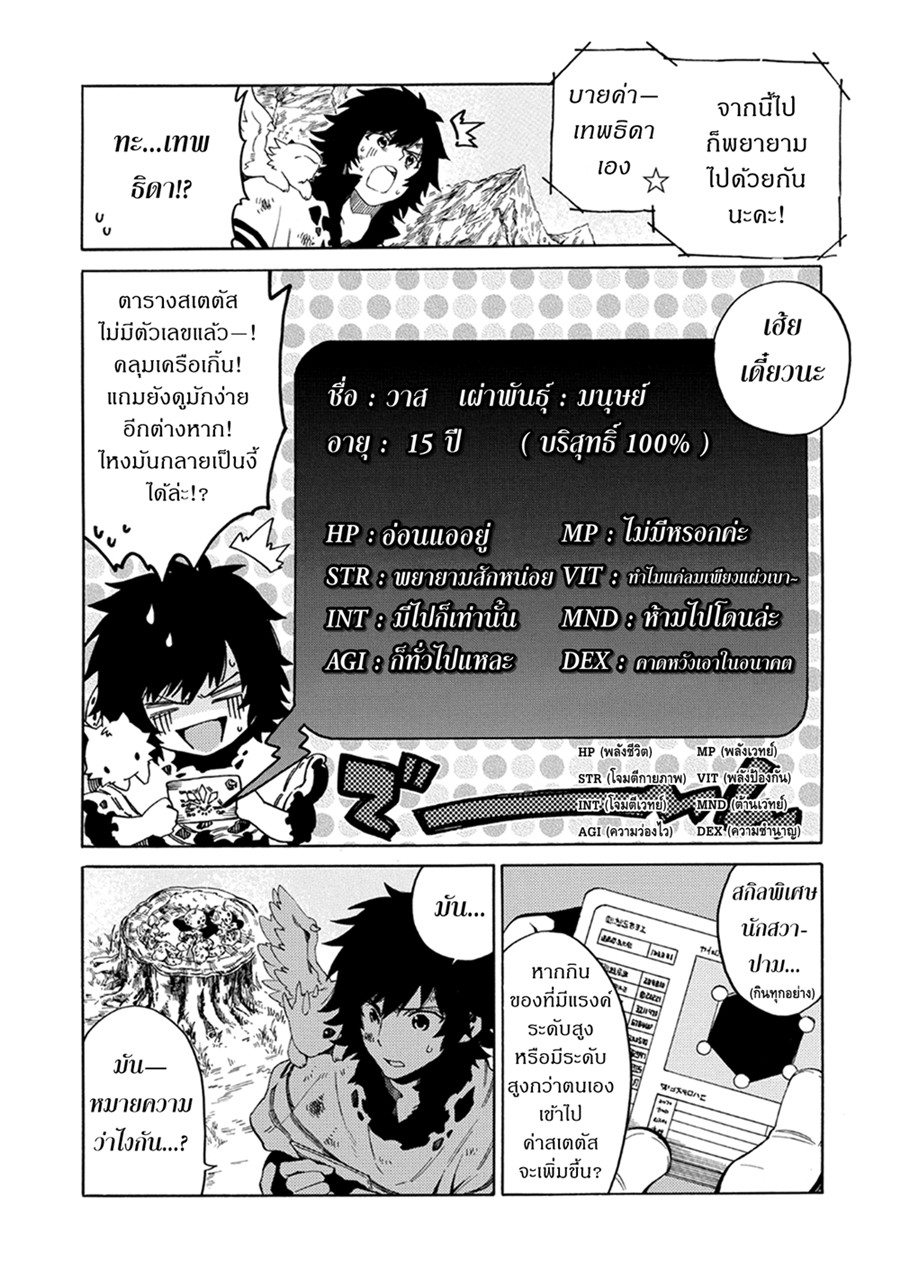 จากนี้ไป
ก็พยายาม
ไปด้วยกัน
นะคะ!
บายค่า—
เทพธิดา
เอง
☆
ทะ...เทพ
ธิดา!?
เฮ้ย
เดี๋ยวนะ
ชื่อ : วาส เผ่าพันธุ์ : มนุษย์
อายุ : 15 ปี ( บริสุทธิ์ 100% )
HP : อ่อนแออยู่ MP : ไม่มีหรอกค่ะ
STR : พยายามสักหน่อย VIT : ทำไมแค่ลมเพียงแผ่วเบา~
INT : มีไปก็เท่านั้น MND : ห้ามไปโดนล่ะ
AGI : ก็ทั่วไปแหละ DEX : คาดหวังเอาในอนาคต
ตารางสเตตัส
ไม่มีตัวเลขแล้ว—!
คลุมเครือเกิ้น!
แถมยังดูมักง่าย
อีกต่างหาก!
ไหงมันกลายเป็นงี้
ได้ล่ะ!?
HP (พลังชีวิต) MP (พลังเวทย์)
STR (โจมตีกายภาพ) VIT (พลังป้องกัน)
INT (โจมตีเวทย์) MND (ต้านเวทย์)
AGI (ความว่องไว) DEX (ความชำนาญ)
สกิลพิเศษ
นักสวา-
ปาม...
(กินทุกอย่าง)
หากกิน
ของที่มีแรงค์
ระดับสูง
หรือมีระดับ
สูงกว่าตนเอง
เข้าไป
ค่าสเตตัส
จะเพิ่มขึ้น?
มัน...
มัน—
หมายความ
ว่าไงกัน...?